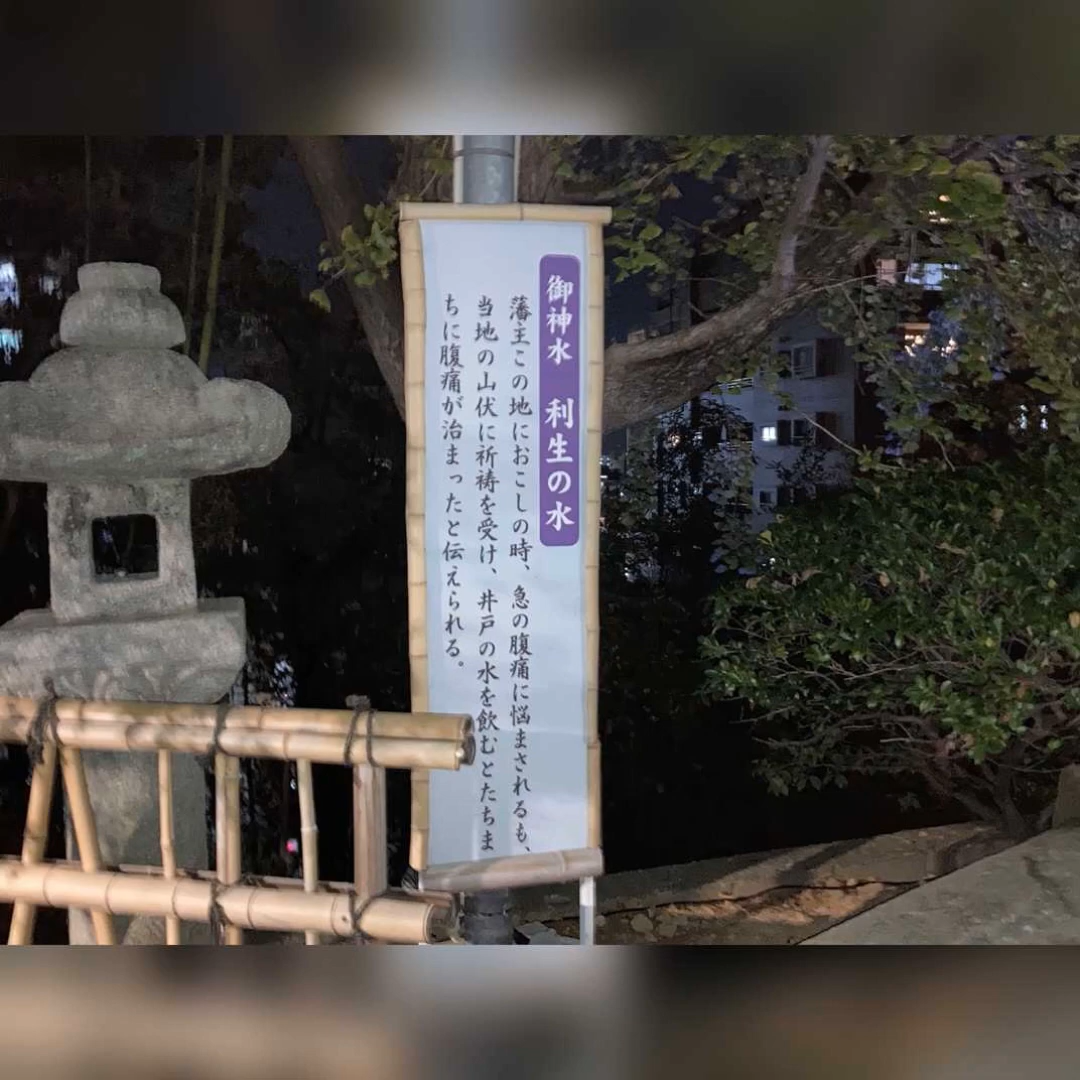 御神水 利生の水
藩主この地におこしの時、急の腹痛に悩まされるも、
当地の山伏に祈祷を受け、井戸の水を飲むとたちま
ちに腹痛が治まったと伝えられる。